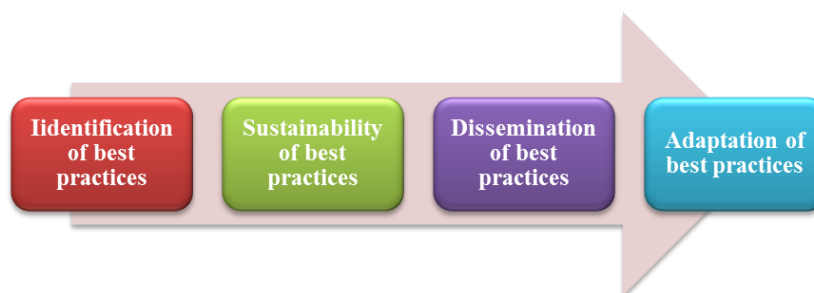 Iidentification
of best
practices
Sustainability
of best
practices
Dissemination
of best
practices
Adaptation of
best practices